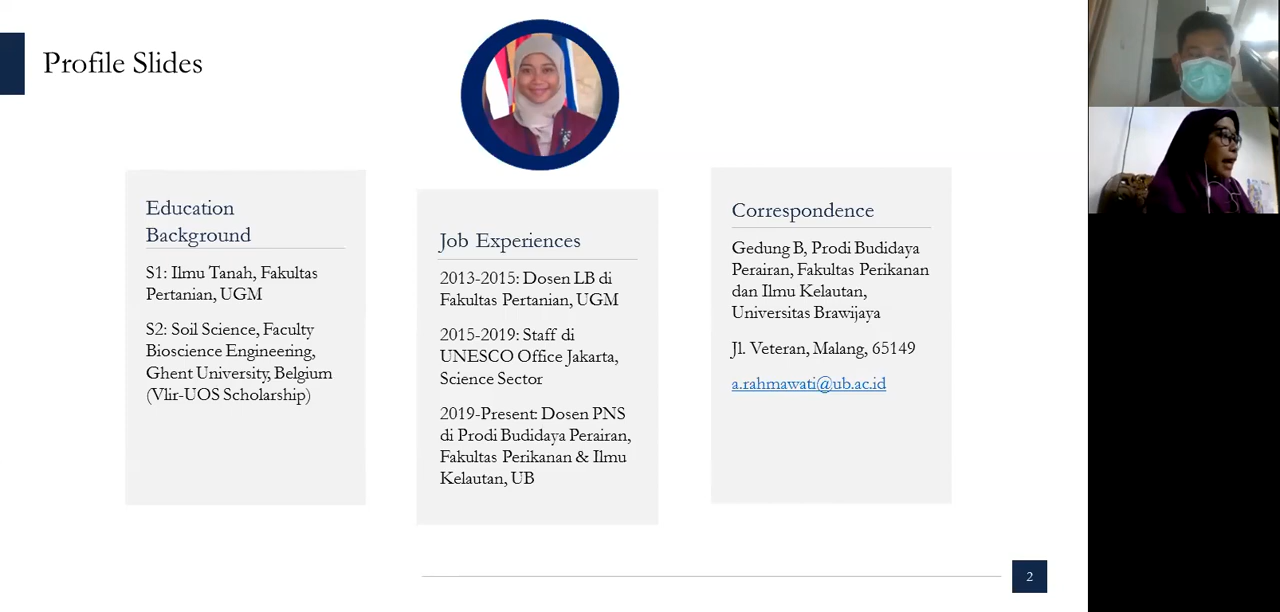 Profile Slides
Education
Background
S1: Ilmu Tanah, Fakultas
Pertanian, UGM
S2: Soil Science, Faculty
Bioscience Engineering,
Ghent University, Belgium
(Vlir-UOS Scholarship)
Job Experiences
2013-2015: Dosen LB di
Fakultas Pertanian, UGM
2015-2019: Staff di
UNESCO Office Jakarta,
Science Sector
2019-Present: Dosen PNS
di Prodi Budidaya Perairan,
Fakultas Perikanan & Ilmu
Kelautan, UB
Correspondence
Gedung B, Prodi Budidaya
Perairan, Fakultas Perikanan
dan Ilmu Kelautan,
Universitas Brawijaya
Jl. Veteran, Malang, 65149
a.rahmawati@ub.ac.id
2